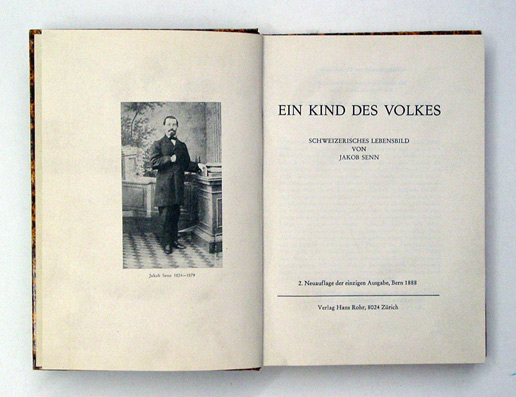 Jakob Senn 1824—1879
EIN KIND DES VOLKES
SCHWEIZERISCHES LEBENSBILD
VON
JAKOB SENN
2. Neuauflage der einzigen Ausgabe, Bern 1888
Verlag Hans Rohr, 8024 Zürich